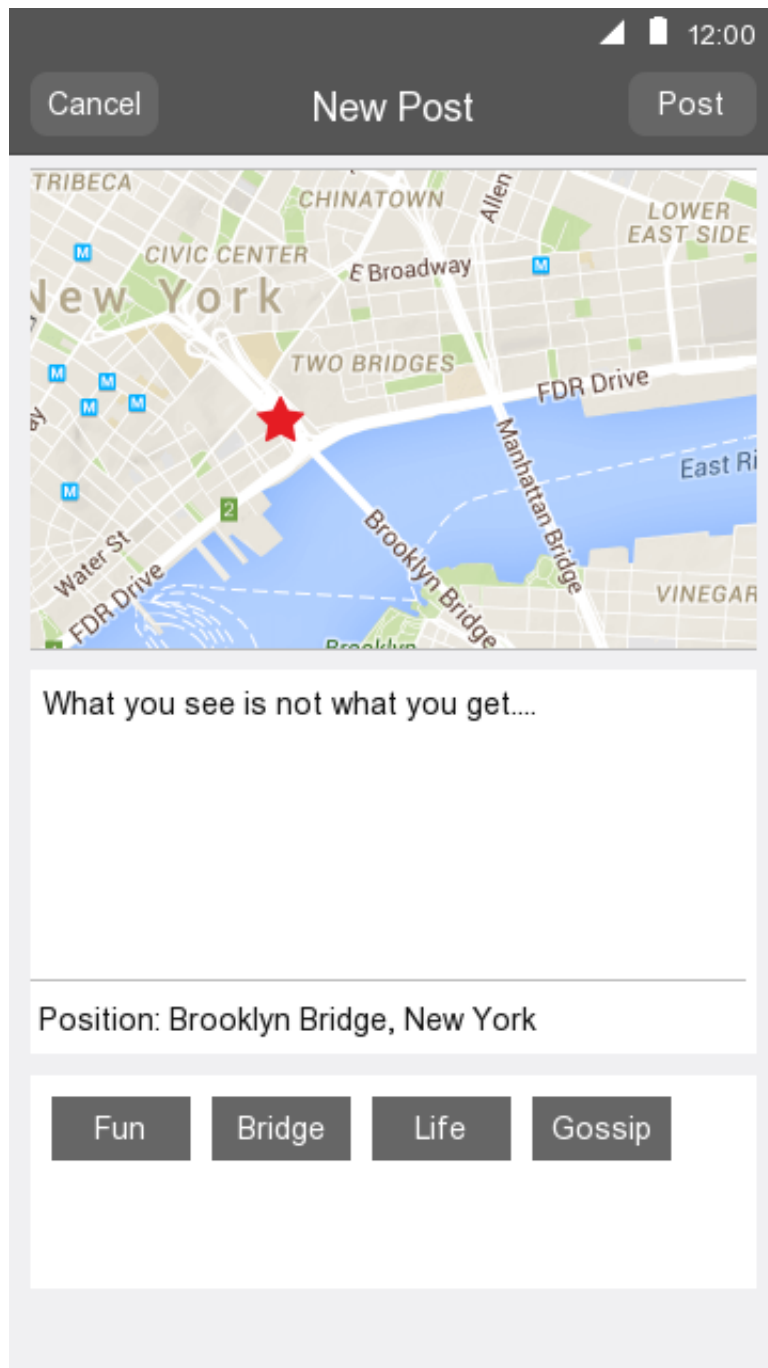 12:00
Cancel New Post Post
TRIBECA
CHINATOWN
Allen
LOWER
EAST SIDE
M
CIVIC CENTER
E Broadway
M
New York
TWO BRIDGES
FDR Drive
M
M
M
M
Manhattan Bridge
East Ri
M
2
Brooklyn Bridge
Water St
FDR Drive
VINEGAR
Brooklyn
What you see is not what you get....
Position: Brooklyn Bridge, New York
Fun Bridge Life Gossip